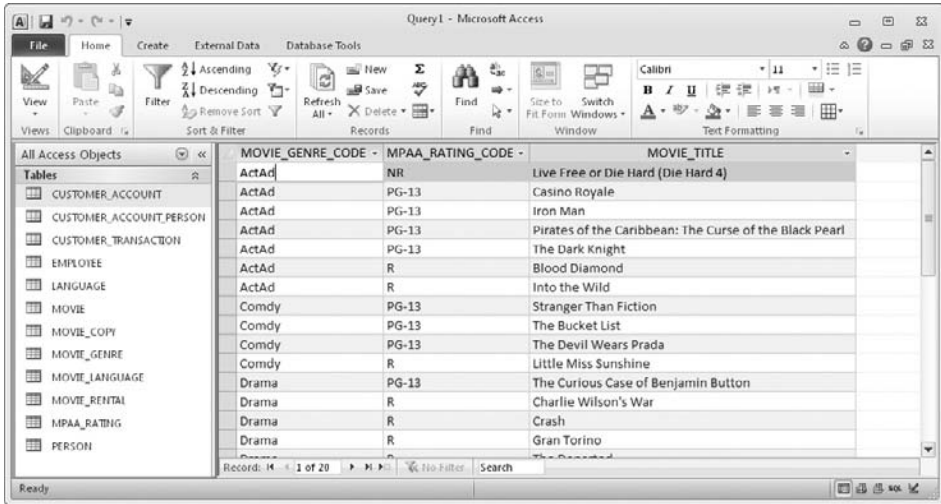 Query1 - Microsoft Access
File Home Create External Data Database Tools
View
Views
Paste
Clipboard
Filter
Ascending
Descending
Remove Sort
Sort & Filter
Refresh All
New
Save
Delete
Records
Find
Find
Size to Fit Form
Switch Windows
Window
Calibri 11
B I U
A
Text Formatting
All Access Objects
Tables
CUSTOMER_ACCOUNT
CUSTOMER_ACCOUNT_PERSON
CUSTOMER_TRANSACTION
EMPLOYEE
LANGUAGE
MOVIE
MOVIE_COPY
MOVIE_GENRE
MOVIE_LANGUAGE
MOVIE_RENTAL
MPAA_RATING
PERSON
MOVIE_GENRE_CODE MPAA_RATING_CODE MOVIE_TITLE
ActAd NR Live Free or Die Hard (Die Hard 4)
ActAd PG-13 Casino Royale
ActAd PG-13 Iron Man
ActAd PG-13 Pirates of the Caribbean: The Curse of the Black Pearl
ActAd PG-13 The Dark Knight
ActAd R Blood Diamond
ActAd R Into the Wild
Comdy PG-13 Stranger Than Fiction
Comdy PG-13 The Bucket List
Comdy PG-13 The Devil Wears Prada
Comdy R Little Miss Sunshine
Drama PG-13 The Curious Case of Benjamin Button
Drama R Charlie Wilson's War
Drama R Crash
Drama R Gran Torino
Drama R The Departed
Record: 1 of 20 No Filter Search
Ready
SQL